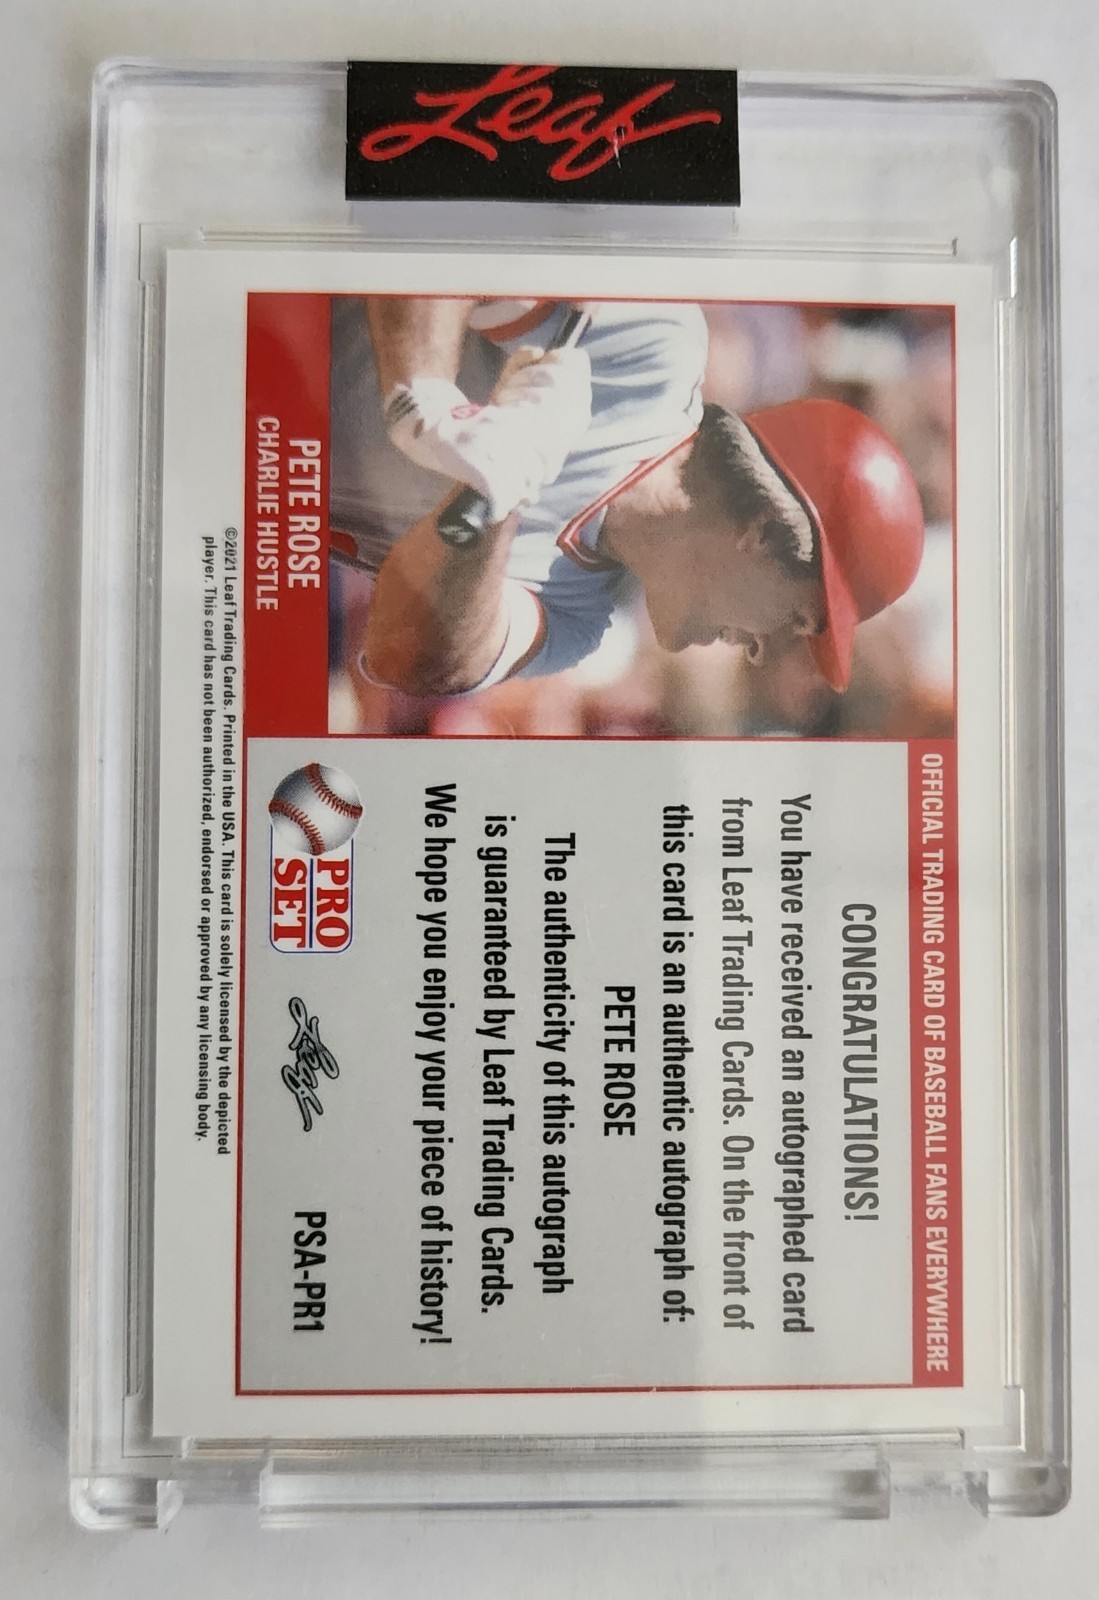 Leaf
OFFICIAL TRADING CARD OF BASEBALL FANS EVERYWHERE
CONGRATULATIONS!
You have received an autographed card
from Leaf Trading Cards. On the front of
this card is an authentic autograph of:
PETE ROSE
The authenticity of this autograph
is guaranteed by Leaf Trading Cards.
We hope you enjoy your piece of history!
PETE ROSE
CHARLIE HUSTLE
PRO
SET
Leaf
PSA-PR1
©2021 Leaf Trading Cards. Printed in the USA. This card is solely licensed by the depicted
player. This card has not been authorized, endorsed or approved by any licensing body.